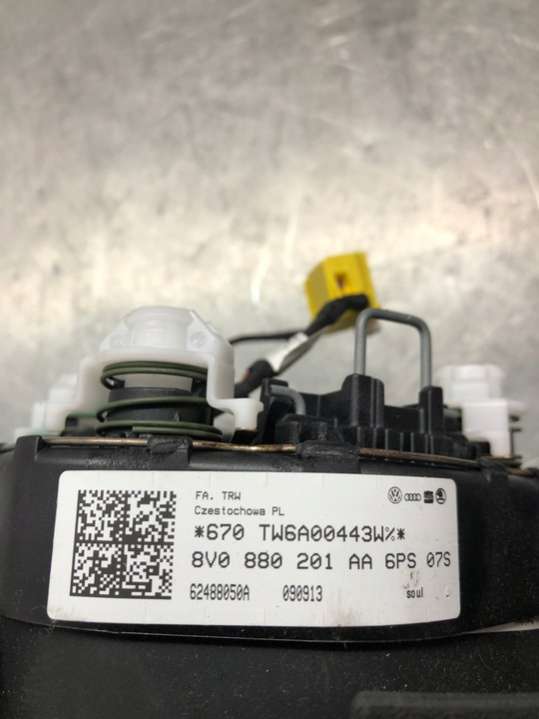 FA. TRW
Czestochowa PL
*670 TW6A00443W%*
8V0 880 201 AA 6PS 07S
62488050A 090913 soul